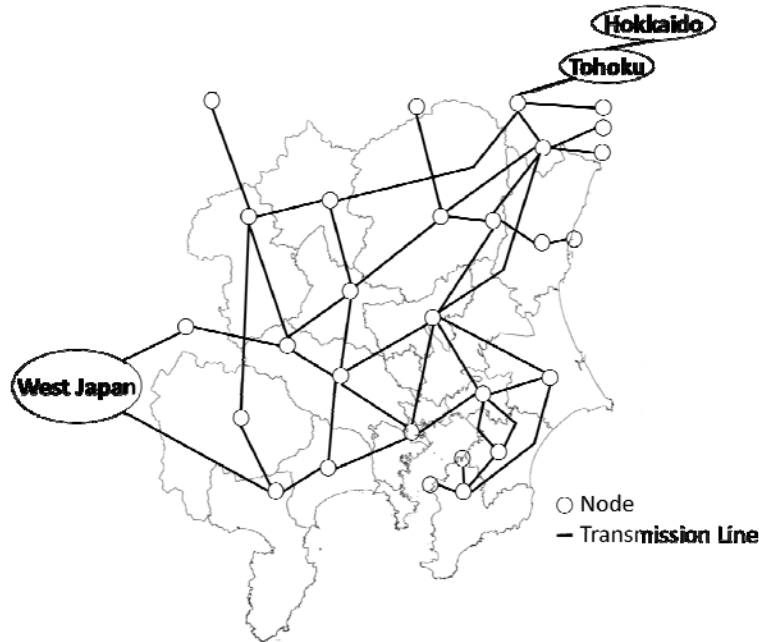 Hokkaido
Tohoku
West Japan
Node
Transmission Line